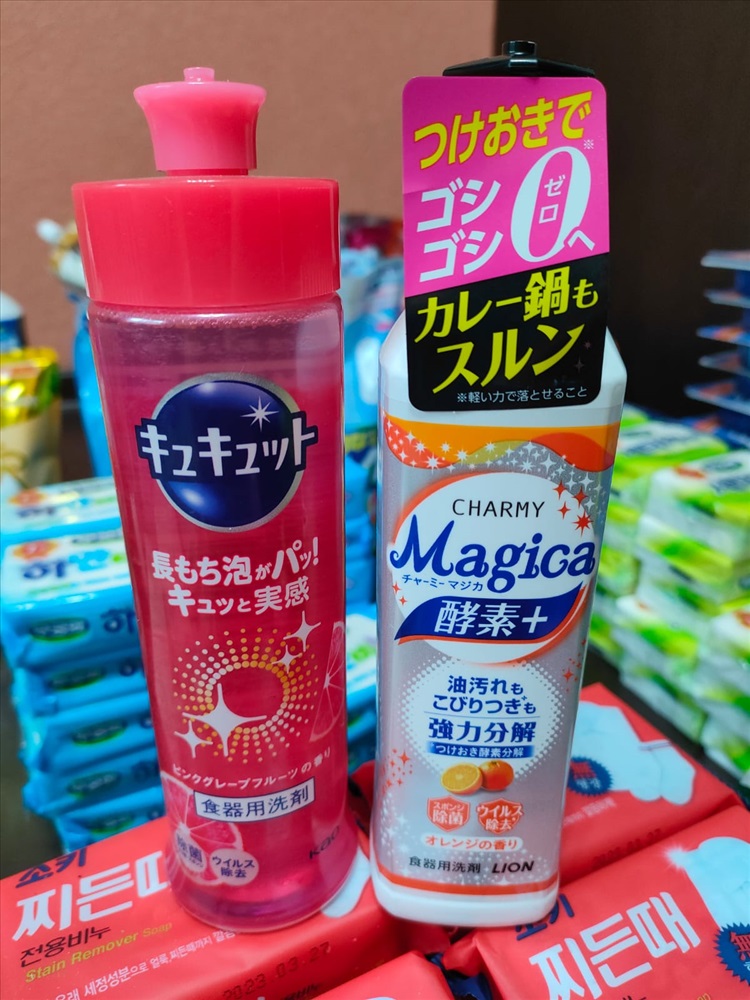 キュキュット
長もち泡がパッ!
キュッと実感
ピンクグレープフルーツの香り
食器用洗剤
除菌
ウイルス
除去
Kao
つけおきで
ゴシ
ゴシ
0
ゼロ
※
へ
カレー鍋も
スルン
※軽い力で落とせること
CHARMY
Magica
チャーミーマジカ
酵素+
油汚れも
こびりつきも
強力分解
つけおき酵素分解
スポンジ
除菌
ウイルス
除去
オレンジの香り
食器用洗剤 LION
쏘키
찌든때
전용비누
Stain Remover Soap
2023 03 27
쏘키
찌든때